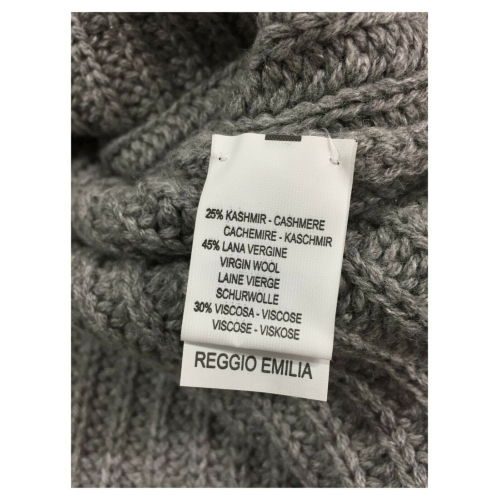 25% KASHMIR - CASHMERE
CACHEMIRE - KASCHMIR
45% LANA VERGINE
VIRGIN WOOL
LAINE VIERGE
SCHURWOLLE
30% VISCOSA - VISCOSE
VISCOSE - VISKOSE
REGGIO EMILIA